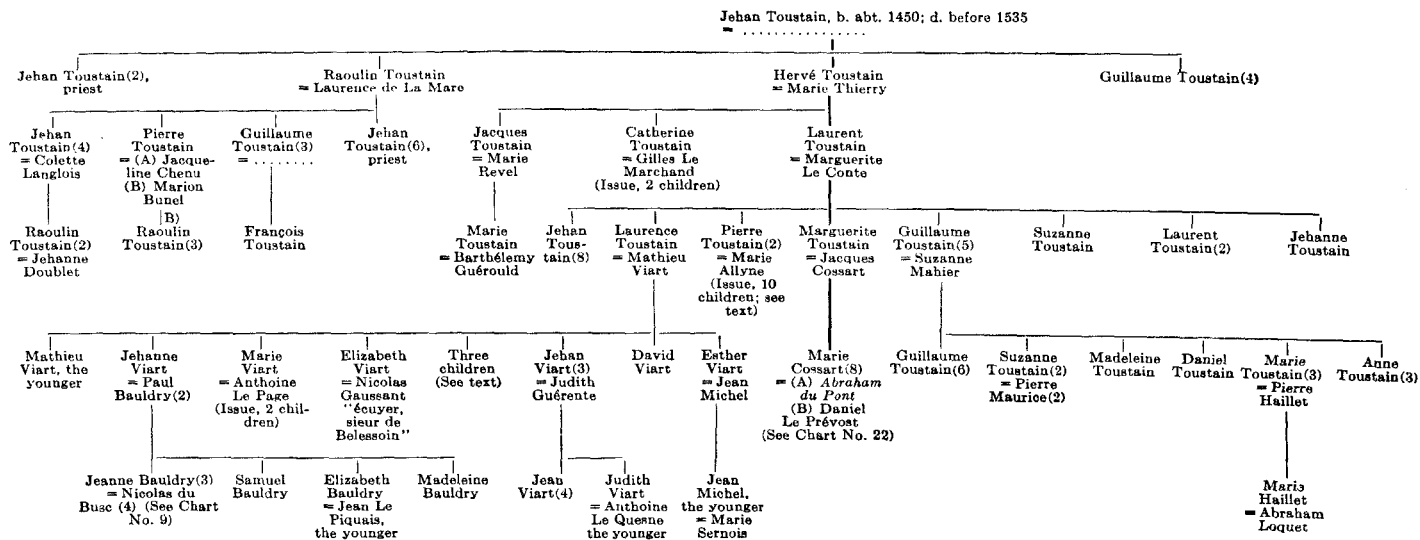 Jehan Toustain, b. abt. 1450; d. before 1535
= . . . . . . . . . . . . . . .
Jehan Toustain(2),
priest
Raoulin Toustain
= Laurence de La Mare
Hervé Toustain
= Marie Thierry
Guillaume Toustain(4)
Jehan
Toustain(4)
= Colette
Langlois
Pierre
Toustain
= (A) Jacque-
line Chenu
(B) Marion
Bunel
Guillaume
Toustain(3)
= . . . . . . . .
Jehan
Toustain(6),
priest
Jacques
Toustain
= Marie
Revel
Catherine
Toustain
= Gilles Le
Marchand
(Issue, 2 children)
Laurent
Toustain
= Marguerite
Le Conte
Raoulin
Toustain(2)
= Jehanne
Doublet
B)
Raoulin
Toustain(3)
François
Toustain
Marie
Toustain
= Barthélemy
Guérould
Jehan
Tous-
tain(8)
Laurence
Toustain
= Mathieu
Viart
Pierre
Toustain(2)
= Marie
Allyne
(Issue, 10
children; see
text)
Marguerite
Toustain
= Jacques
Cossart
Guillaume
Toustain(5)
= Suzanne
Mahier
Suzanne
Toustain
Laurent
Toustain(2)
Jehanne
Toustain
Mathieu
Viart, the
younger
Jehanne
Viart
= Paul
Bauldry(2)
Marie
Viart
= Anthoine
Le Page
(Issue, 2 chil-
dren)
Elizabeth
Viart
= Nicolas
Gaussant
"écuyer,
sieur de
Belessoin"
Three
children
(See text)
Jehan
Viart(3)
= Judith
Guérente
David
Viart
Esther
Viart
= Jean
Michel
Marie
Cossart(8)
= (A) Abraham
du Pont
(B) Daniel
Le Prévost
(See Chart No. 22)
Guillaume
Toustain(6)
Suzanne
Toustain(2)
= Pierre
Maurice(2)
Madeleine
Toustain
Daniel
Toustain
Marie
Toustain(3)
= Pierre
Haillet
Anne
Toustain(3)
Jeanne Bauldry(3)
= Nicolas du
Busc (4) (See Chart
No. 9)
Samuel
Bauldry
Elizabeth
Bauldry
= Jean Le
Piquais,
the younger
Madeleine
Bauldry
Jean
Viart(4)
Judith
Viart
= Anthoine
Le Quesne
the younger
Jean
Michel,
the younger
= Marie
Sernois
Marie
Haillet
= Abraham
Loquet